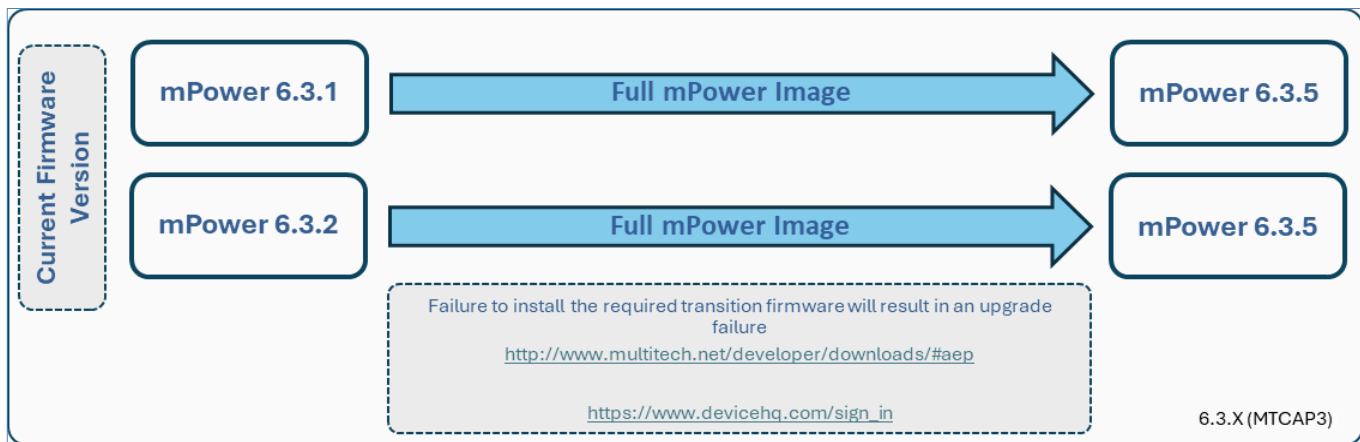 Current Firmware
Version
mPower 6.3.1
Full mPower Image
mPower 6.3.5
mPower 6.3.2
Full mPower Image
mPower 6.3.5
Failure to install the required transition firmware will result in an upgrade
failure
http://www.multitech.net/developer/downloads/#aep
https://www.devicehq.com/sign_in
6.3.X (MTCAP3)